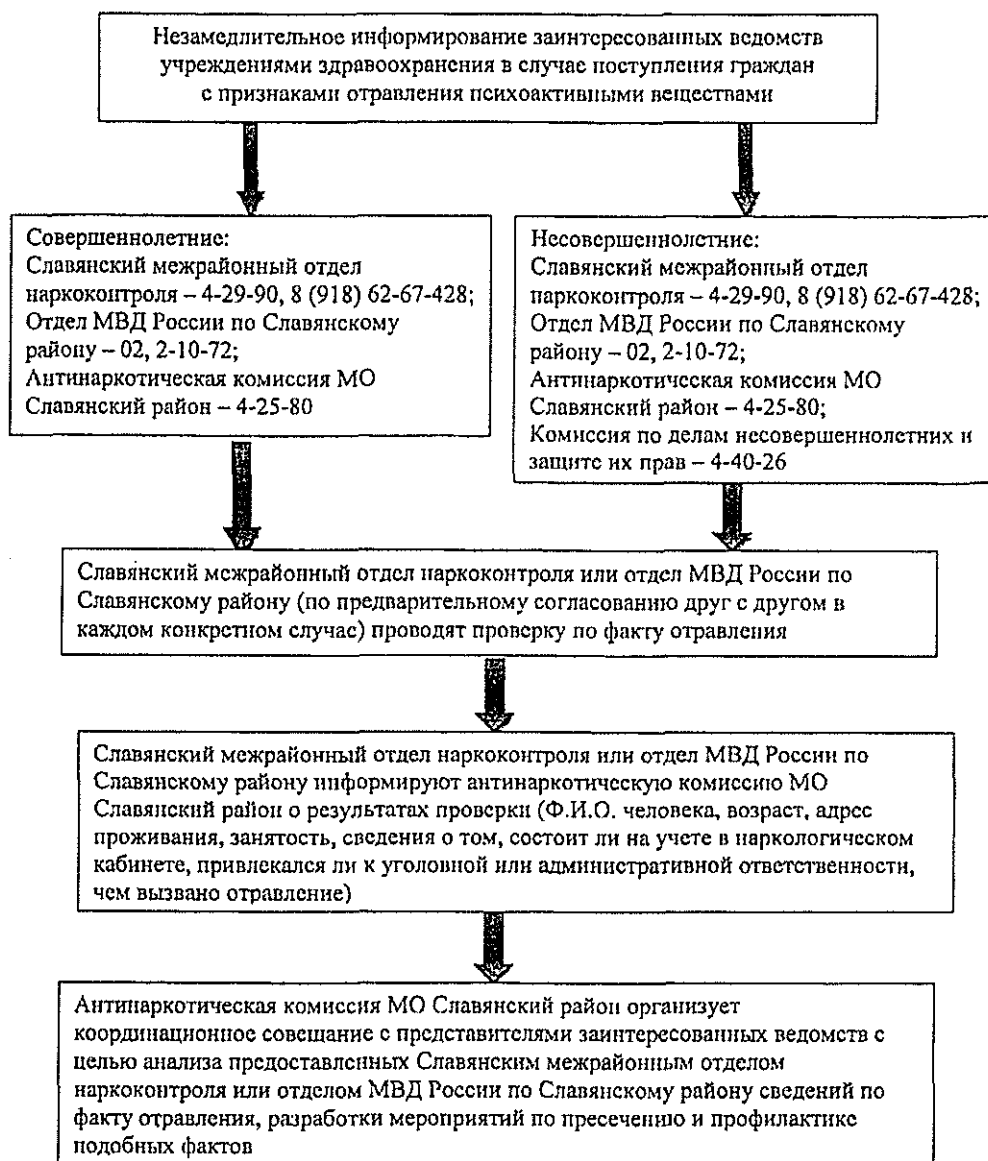 Незамедлительное информирование заинтересованных ведомств
учреждениями здравоохранения в случае поступления граждан
с признаками отравления психоактивными веществами
Совершеннолетние:
Славянский межрайонный отдел
наркоконтроля – 4-29-90, 8 (918) 62-67-428;
Отдел МВД России по Славянскому
району – 02, 2-10-72;
Антинаркотическая комиссия МО
Славянский район – 4-25-80
Несовершеннолетние:
Славянский межрайонный отдел
наркоконтроля – 4-29-90, 8 (918) 62-67-428;
Отдел МВД России по Славянскому
району – 02, 2-10-72;
Антинаркотическая комиссия МО
Славянский район – 4-25-80;
Комиссия по делам несовершеннолетних и
защите их прав – 4-40-26
Славянский межрайонный отдел наркоконтроля или отдел МВД России по
Славянскому району (по предварительному согласованию друг с другом в
каждом конкретном случае) проводят проверку по факту отравления
Славянский межрайонный отдел наркоконтроля или отдел МВД России по
Славянскому району информируют антинаркотическую комиссию МО
Славянский район о результатах проверки (Ф.И.О. человека, возраст, адрес
проживания, занятость, сведения о том, состоит ли на учете в наркологическом
кабинете, привлекался ли к уголовной или административной ответственности,
чем вызвано отравление)
Антинаркотическая комиссия МО Славянский район организует
координационное совещание с представителями заинтересованных ведомств с
целью анализа предоставленных Славянским межрайонным отделом
наркоконтроля или отделом МВД России по Славянскому району сведений по
факту отравления, разработки мероприятий по пресечению и профилактике
подобных фактов